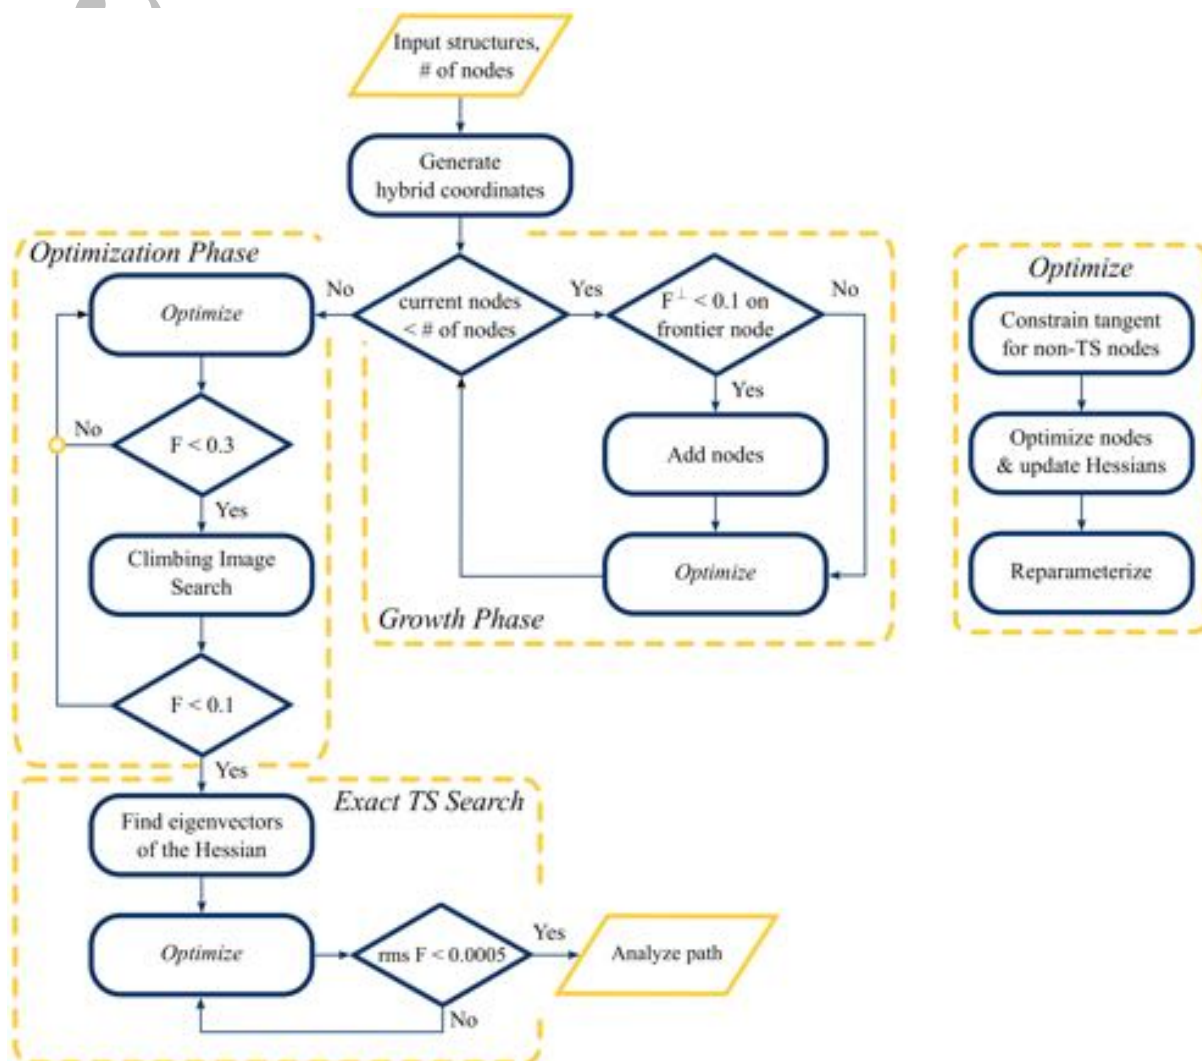 Input structures,
# of nodes
Generate
hybrid coordinates
Optimization Phase
Optimize
No
current nodes
< # of nodes
Yes
F⊥ < 0.1 on
frontier node
No
Optimize
Constrain tangent
for non-TS nodes
Yes
No
F < 0.3
Add nodes
Optimize nodes
& update Hessians
Yes
Climbing Image
Search
Optimize
Reparameterize
Growth Phase
F < 0.1
Yes
Exact TS Search
Find eigenvectors
of the Hessian
Optimize
rms F < 0.0005
Yes
Analyze path
No